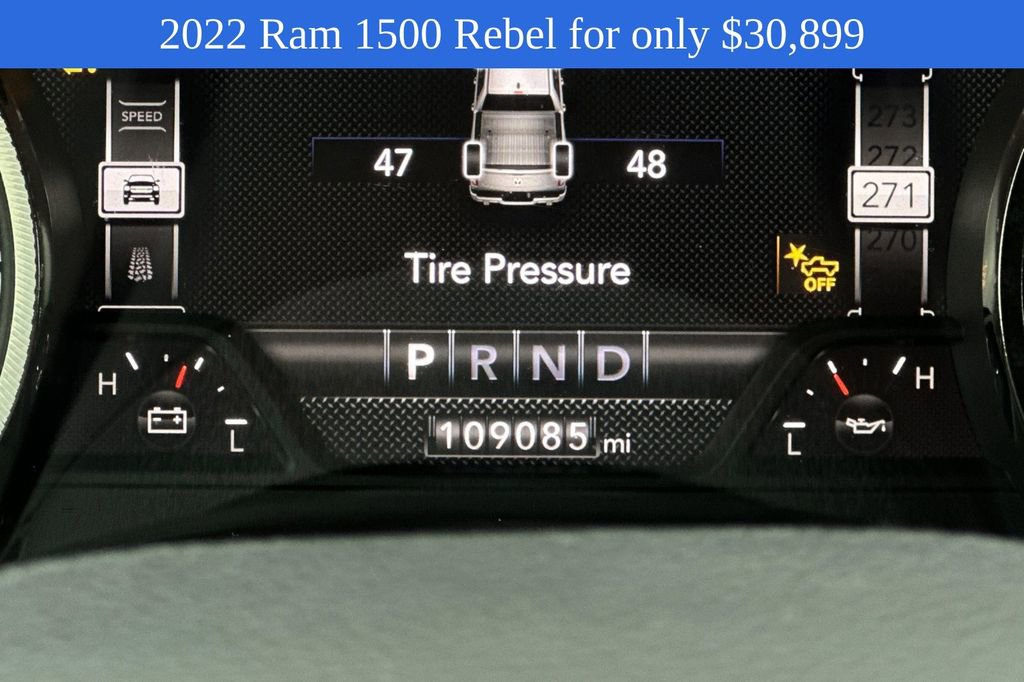 2022 Ram 1500 Rebel for only $30,899
SPEED
273
272
47
48
271
270
Tire Pressure
OFF
P R N D
H
H
109085 mi
L
L